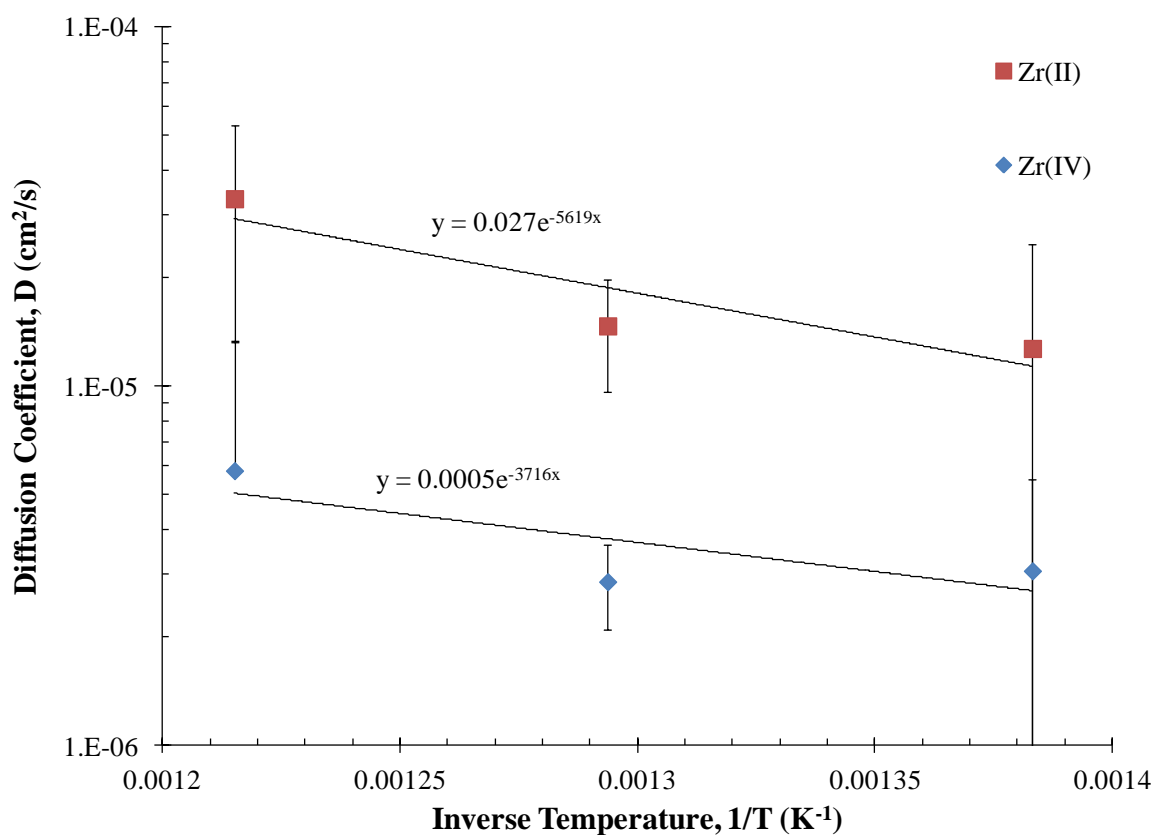 1.E-04
Zr(II)
Zr(IV)
y = 0.027e-5619x
1.E-05
y = 0.0005e-3716x
1.E-06
0.0012
0.00125
0.0013
0.00135
0.0014
Inverse Temperature, 1/T (K-1)
Diffusion Coefficient, D (cm2/s)